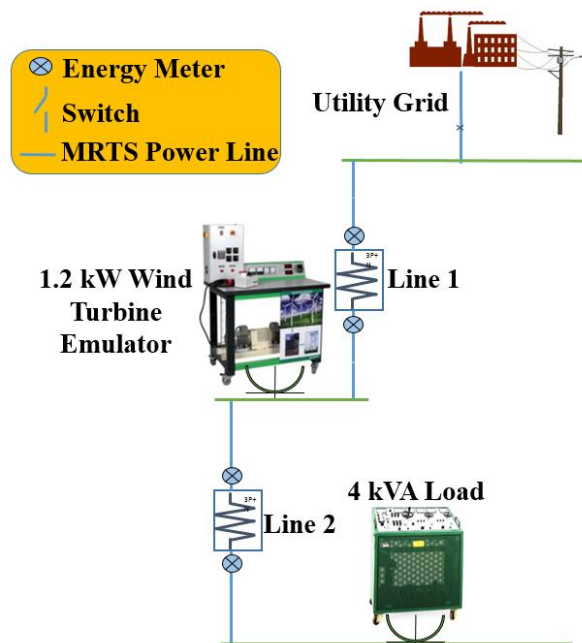 Energy Meter
Switch
MRTS Power Line
Utility Grid
3P+
N
Line 1
1.2 kW Wind
Turbine
Emulator
3P+
N
Line 2
4 kVA Load